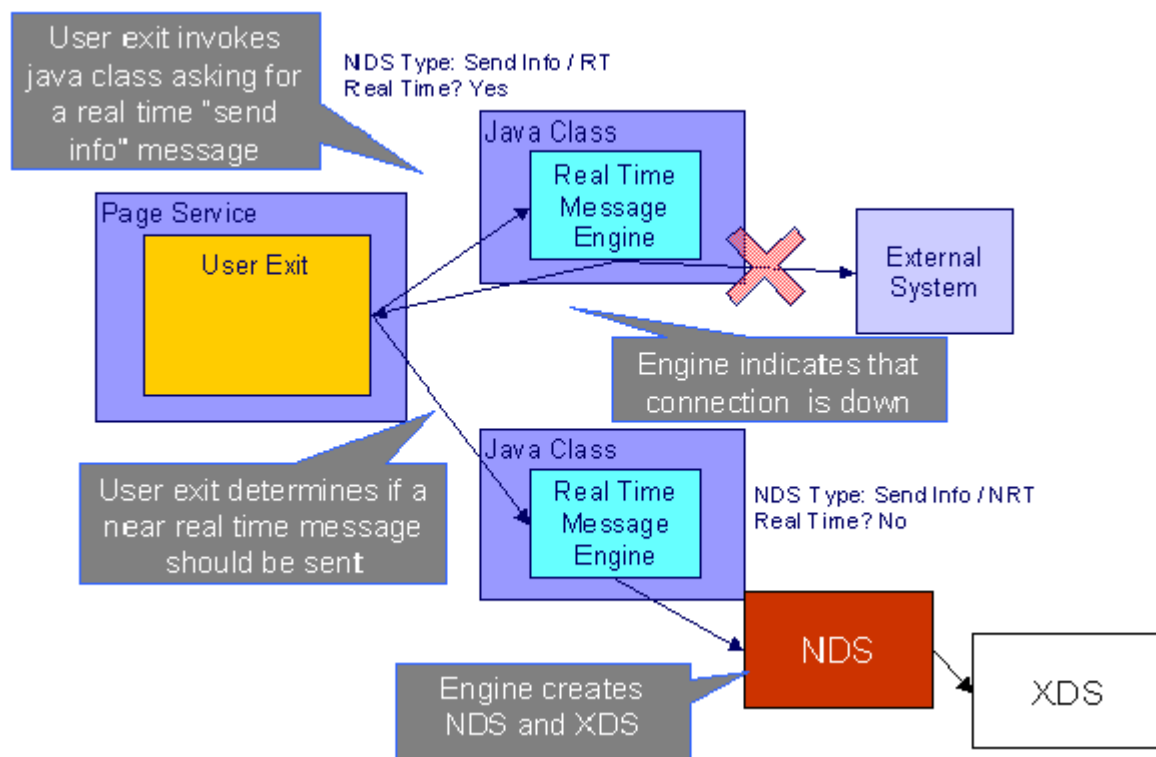 User exit invokes
java class asking for
a real time "send
info" message
NDS Type: Send Info / RT
Real Time? Yes
Java Class
Real Time
Message
Engine
Page Service
User Exit
External
System
Engine indicates that
connection is down
User exit determines if a
near real time message
should be sent
Java Class
Real Time
Message
Engine
NDS Type: Send Info / NRT
Real Time? No
Engine creates
NDS and XDS
NDS
XDS